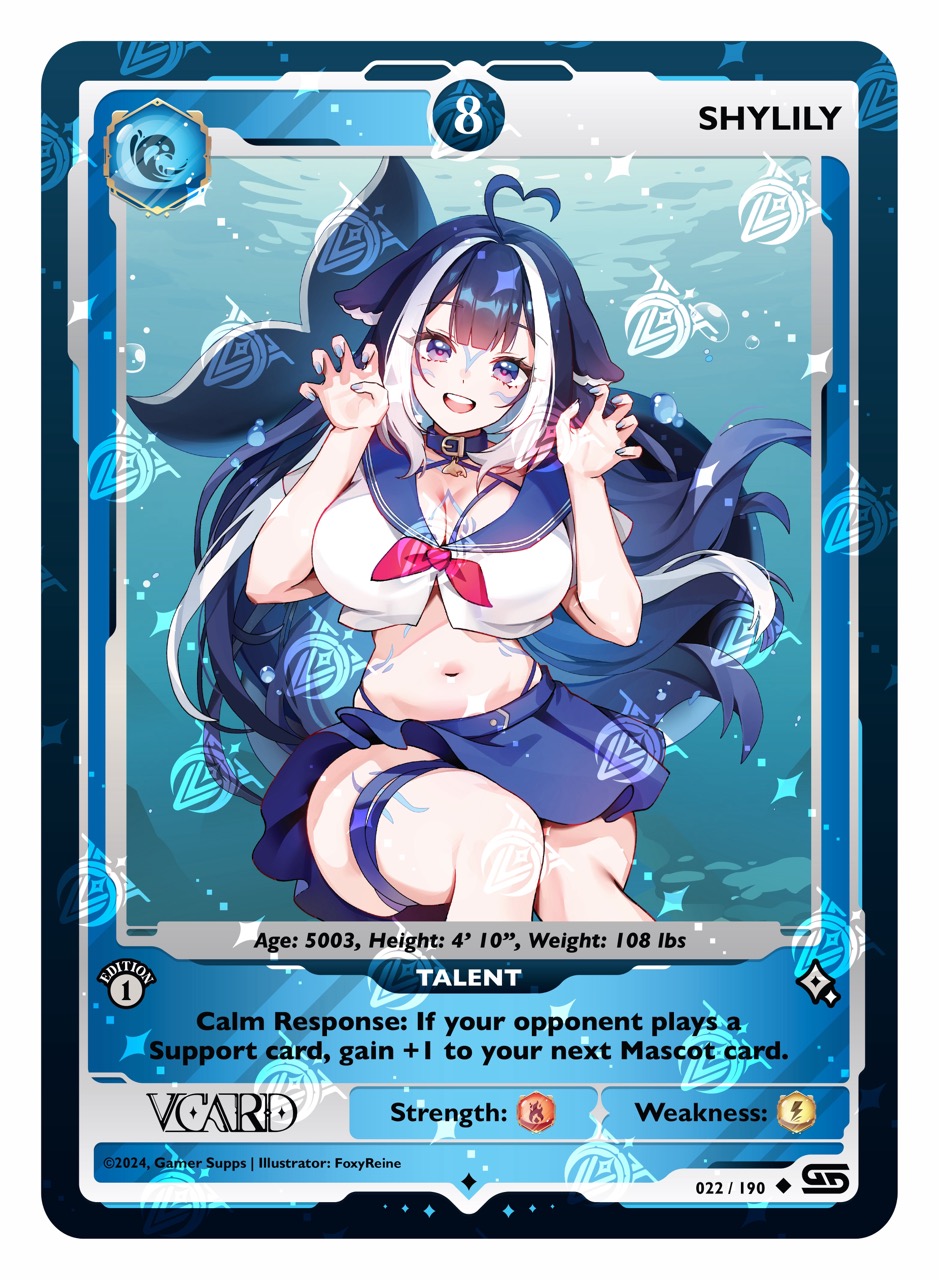 8
SHYLILY
Age: 5003, Height: 4’ 10”, Weight: 108 lbs
EDITION
1
TALENT
Calm Response: If your opponent plays a
Support card, gain +1 to your next Mascot card.
VCARD
Strength:
Weakness:
©2024, Gamer Supps | Illustrator: FoxyReine
022 / 190